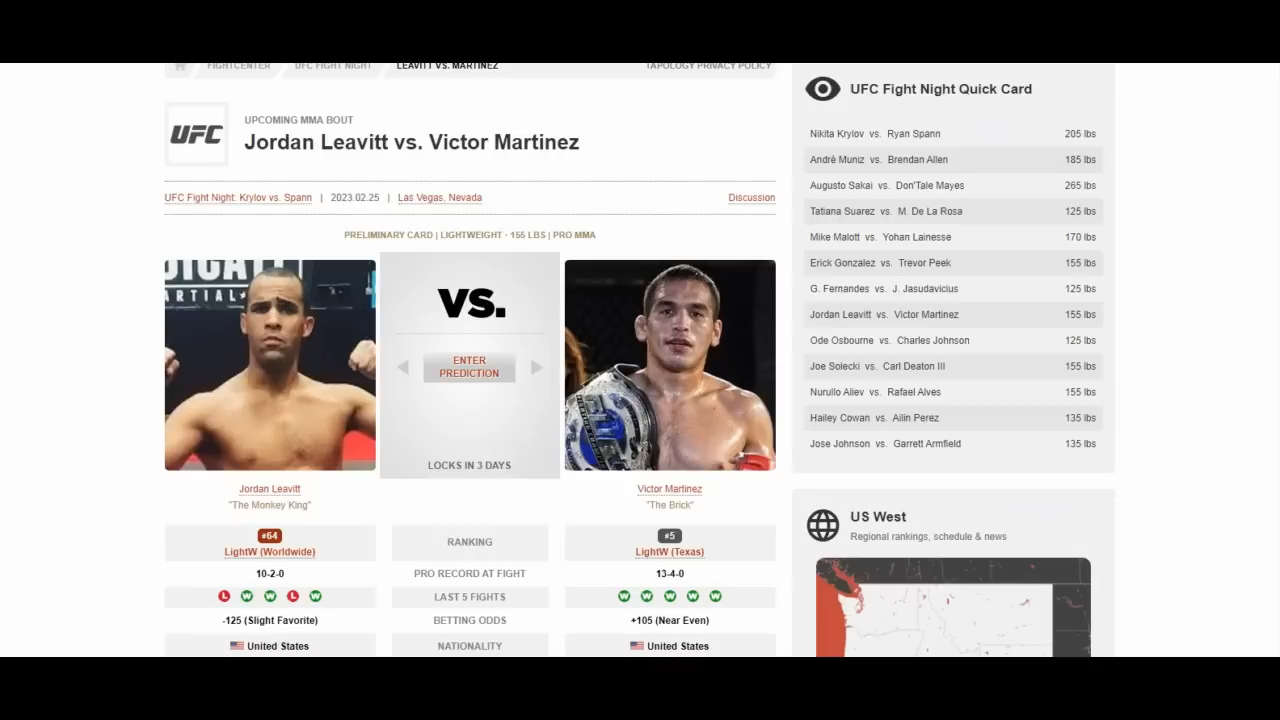 FIGHTCENTER UFC FIGHT NIGHT LEAVITT VS. MARTINEZ TAPOLOGY PRIVACY POLICY
UFC
UPCOMING MMA BOUT
Jordan Leavitt vs. Victor Martinez
UFC Fight Night: Krylov vs. Spann | 2023.02.25 | Las Vegas, Nevada
Discussion
PRELIMINARY CARD | LIGHTWEIGHT - 155 LBS | PRO MMA
ARTIAL
VS.
ENTER
PREDICTION
LOCKS IN 3 DAYS
Jordan Leavitt
"The Monkey King"
Victor Martinez
"The Brick"
#64
LightW (Worldwide)
RANKING
#5
LightW (Texas)
10-2-0 PRO RECORD AT FIGHT 13-4-0
L W W L W LAST 5 FIGHTS W W W W W
-125 (Slight Favorite) BETTING ODDS +105 (Near Even)
United States NATIONALITY United States
UFC Fight Night Quick Card
Nikita Krylov vs. Ryan Spann 205 lbs
André Muniz vs. Brendan Allen 185 lbs
Augusto Sakai vs. Don'Tale Mayes 265 lbs
Tatiana Suarez vs. M. De La Rosa 125 lbs
Mike Malott vs. Yohan Lainesse 170 lbs
Erick Gonzalez vs. Trevor Peek 155 lbs
G. Fernandes vs. J. Jasudavicius 125 lbs
Jordan Leavitt vs. Victor Martinez 155 lbs
Ode Osbourne vs. Charles Johnson 125 lbs
Joe Solecki vs. Carl Deaton III 155 lbs
Nurullo Aliev vs. Rafael Alves 155 lbs
Hailey Cowan vs. Ailin Perez 135 lbs
Jose Johnson vs. Garrett Armfield 135 lbs
US West
Regional rankings, schedule & news